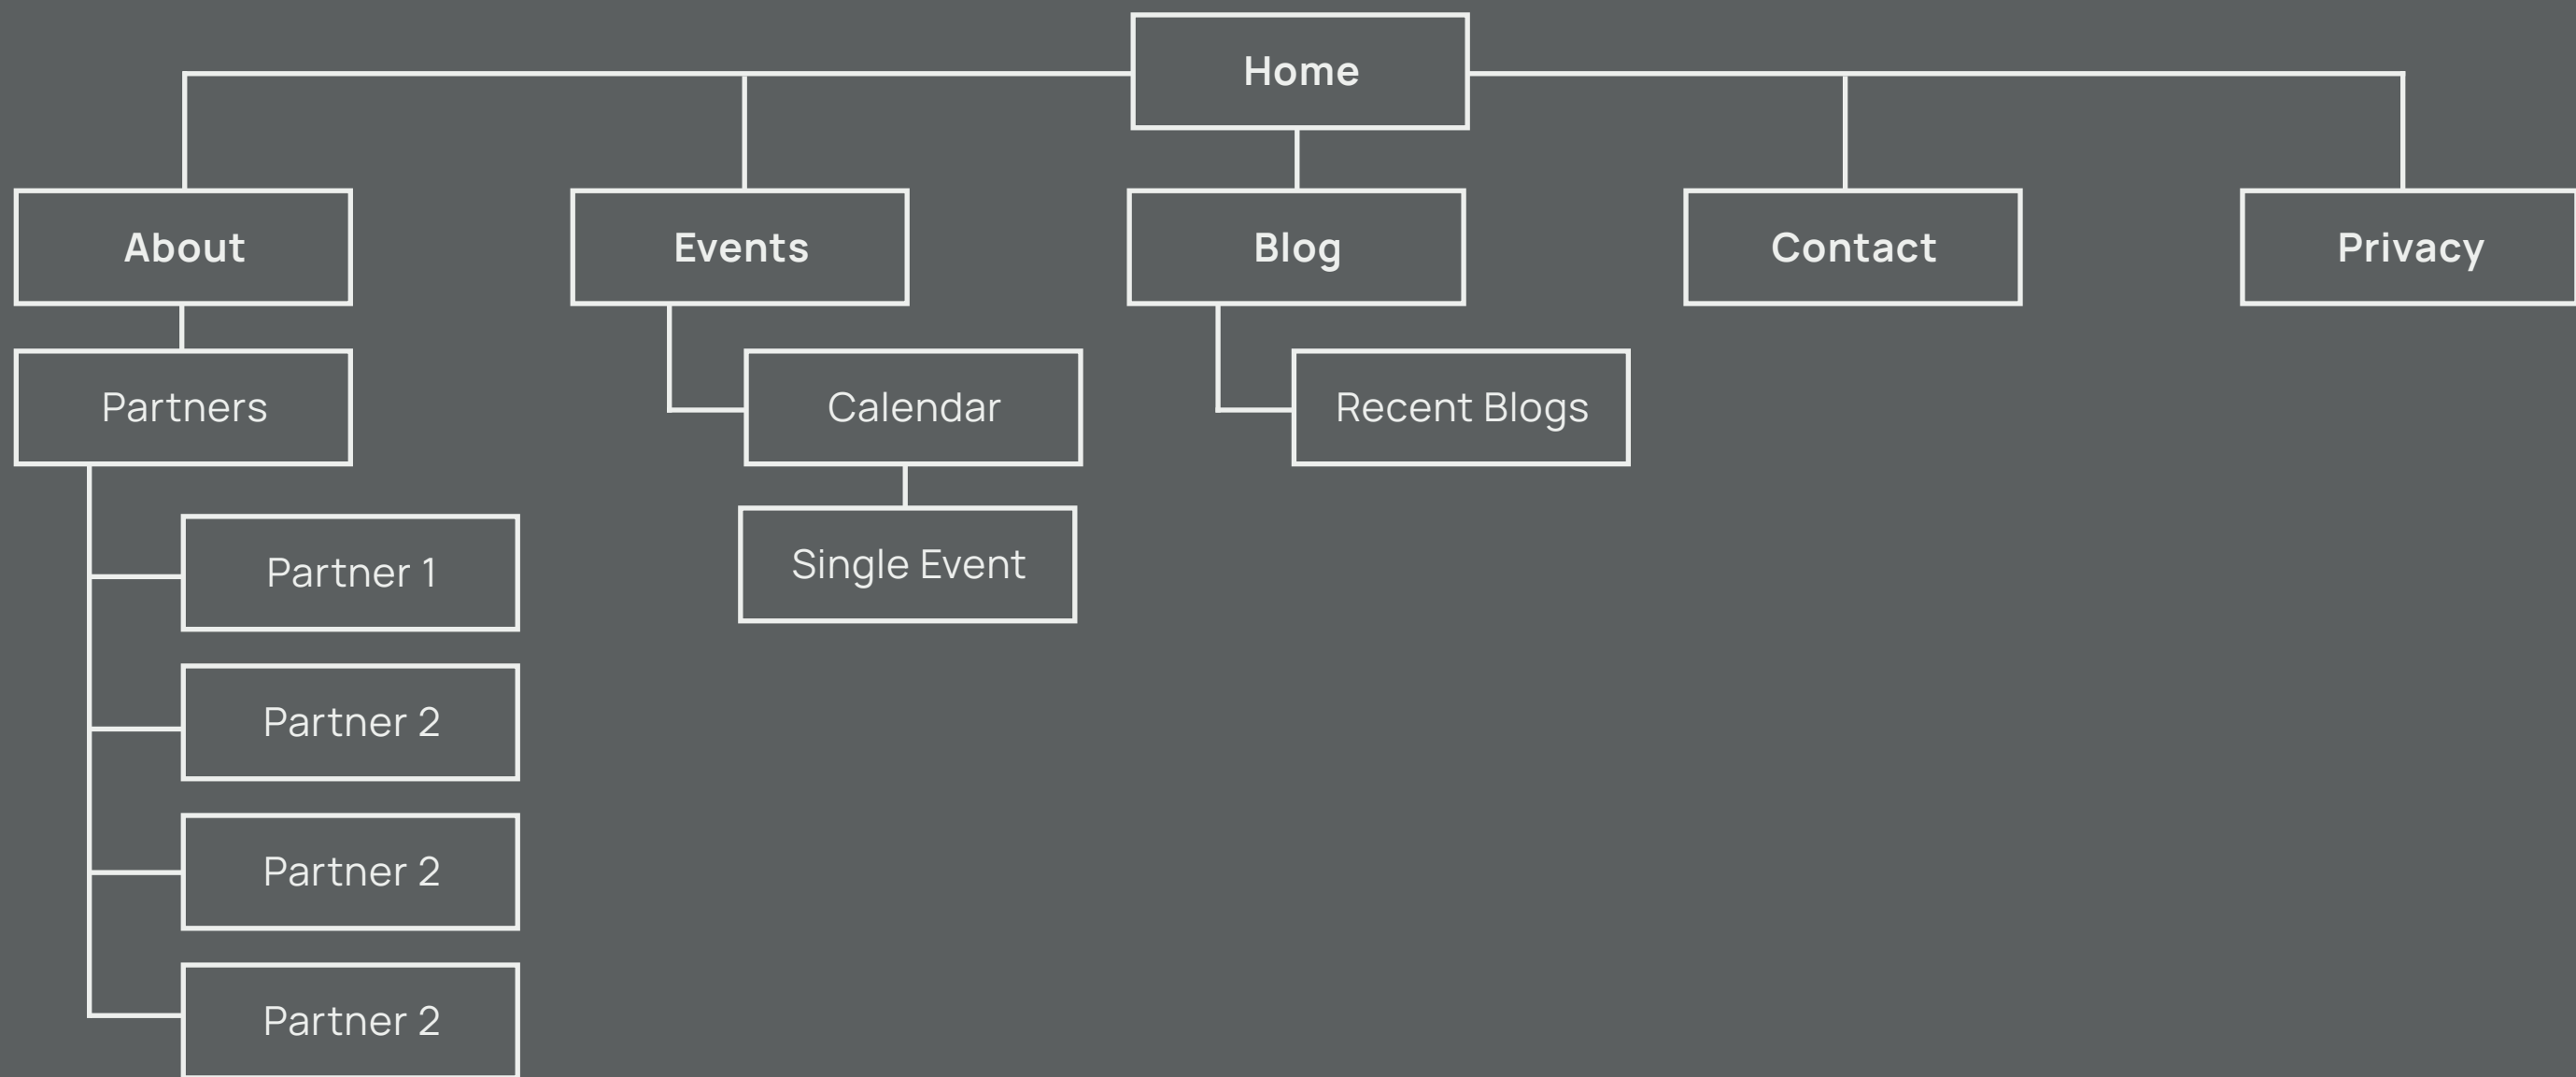 Home
About
Events
Blog
Contact
Privacy
Partners
Calendar
Recent Blogs
Single Event
Partner 1
Partner 2
Partner 2
Partner 2